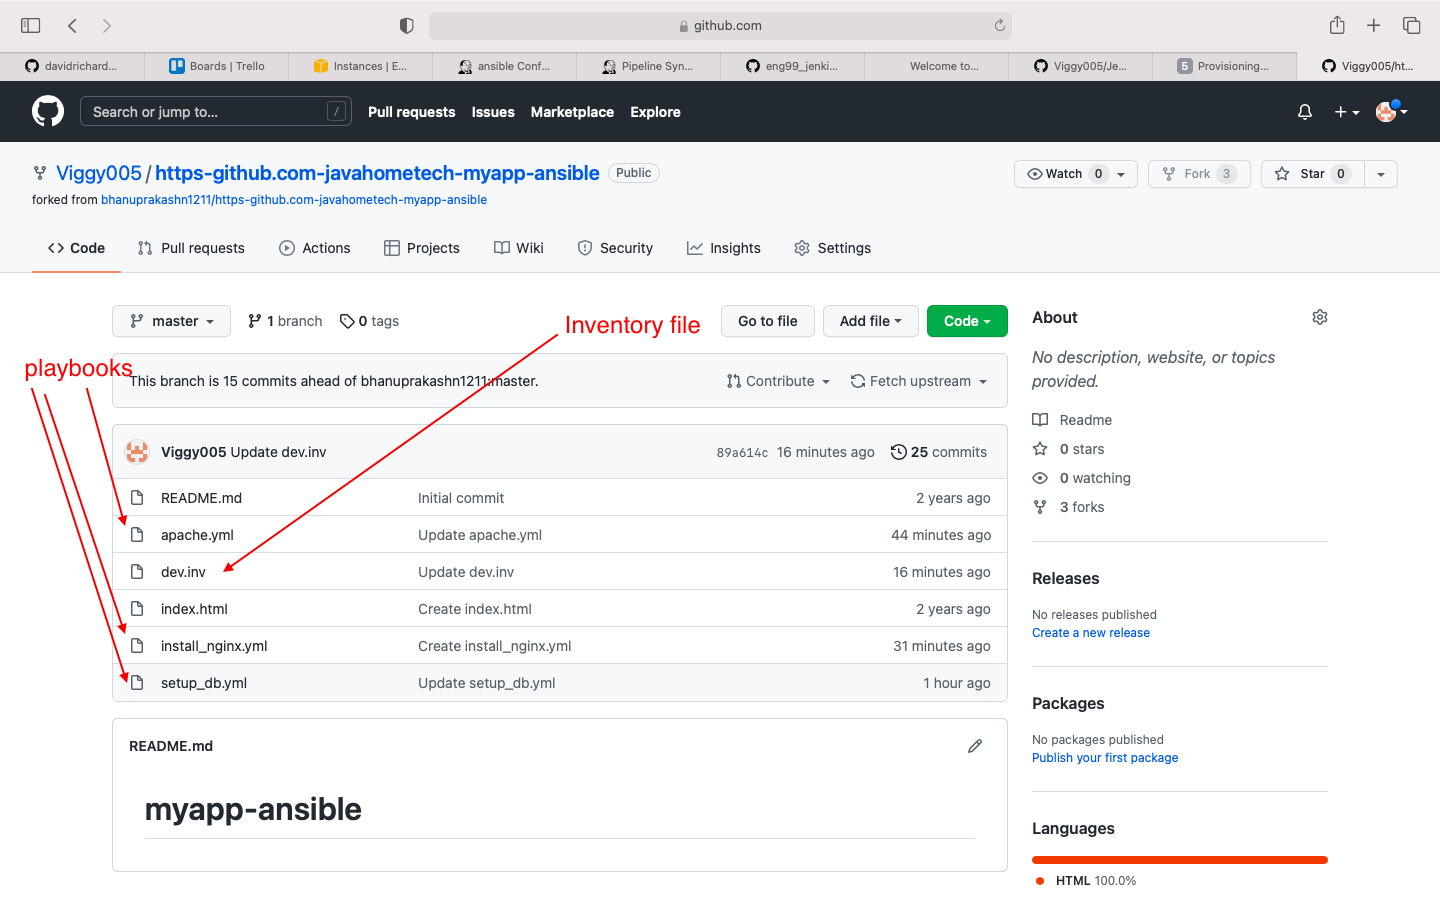 github.com
davidrichard...
Boards | Trello
Instances | E...
ansible Conf...
Pipeline Syn...
eng99_jenki...
Welcome to...
Viggy005/Je...
5 Provisioning...
Viggy005/ht...
Search or jump to... /
Pull requests Issues Marketplace Explore
Viggy005 / https-github.com-javahometech-myapp-ansible Public
Watch 0 Fork 3 Star 0
forked from bhanuprakashn1211/https-github.com-javahometech-myapp-ansible
Code Pull requests Actions Projects Wiki Security Insights Settings
master 1 branch 0 tags
Inventory file
Go to file Add file Code
playbooks
This branch is 15 commits ahead of bhanuprakashn1211:master.
Contribute Fetch upstream
Viggy005 Update dev.inv 89a614c 16 minutes ago 25 commits
README.md Initial commit 2 years ago
apache.yml Update apache.yml 44 minutes ago
dev.inv Update dev.inv 16 minutes ago
index.html Create index.html 2 years ago
install_nginx.yml Create install_nginx.yml 31 minutes ago
setup_db.yml Update setup_db.yml 1 hour ago
README.md
myapp-ansible
About
No description, website, or topics
provided.
Readme
0 stars
0 watching
3 forks
Releases
No releases published
Create a new release
Packages
No packages published
Publish your first package
Languages
HTML 100.0%